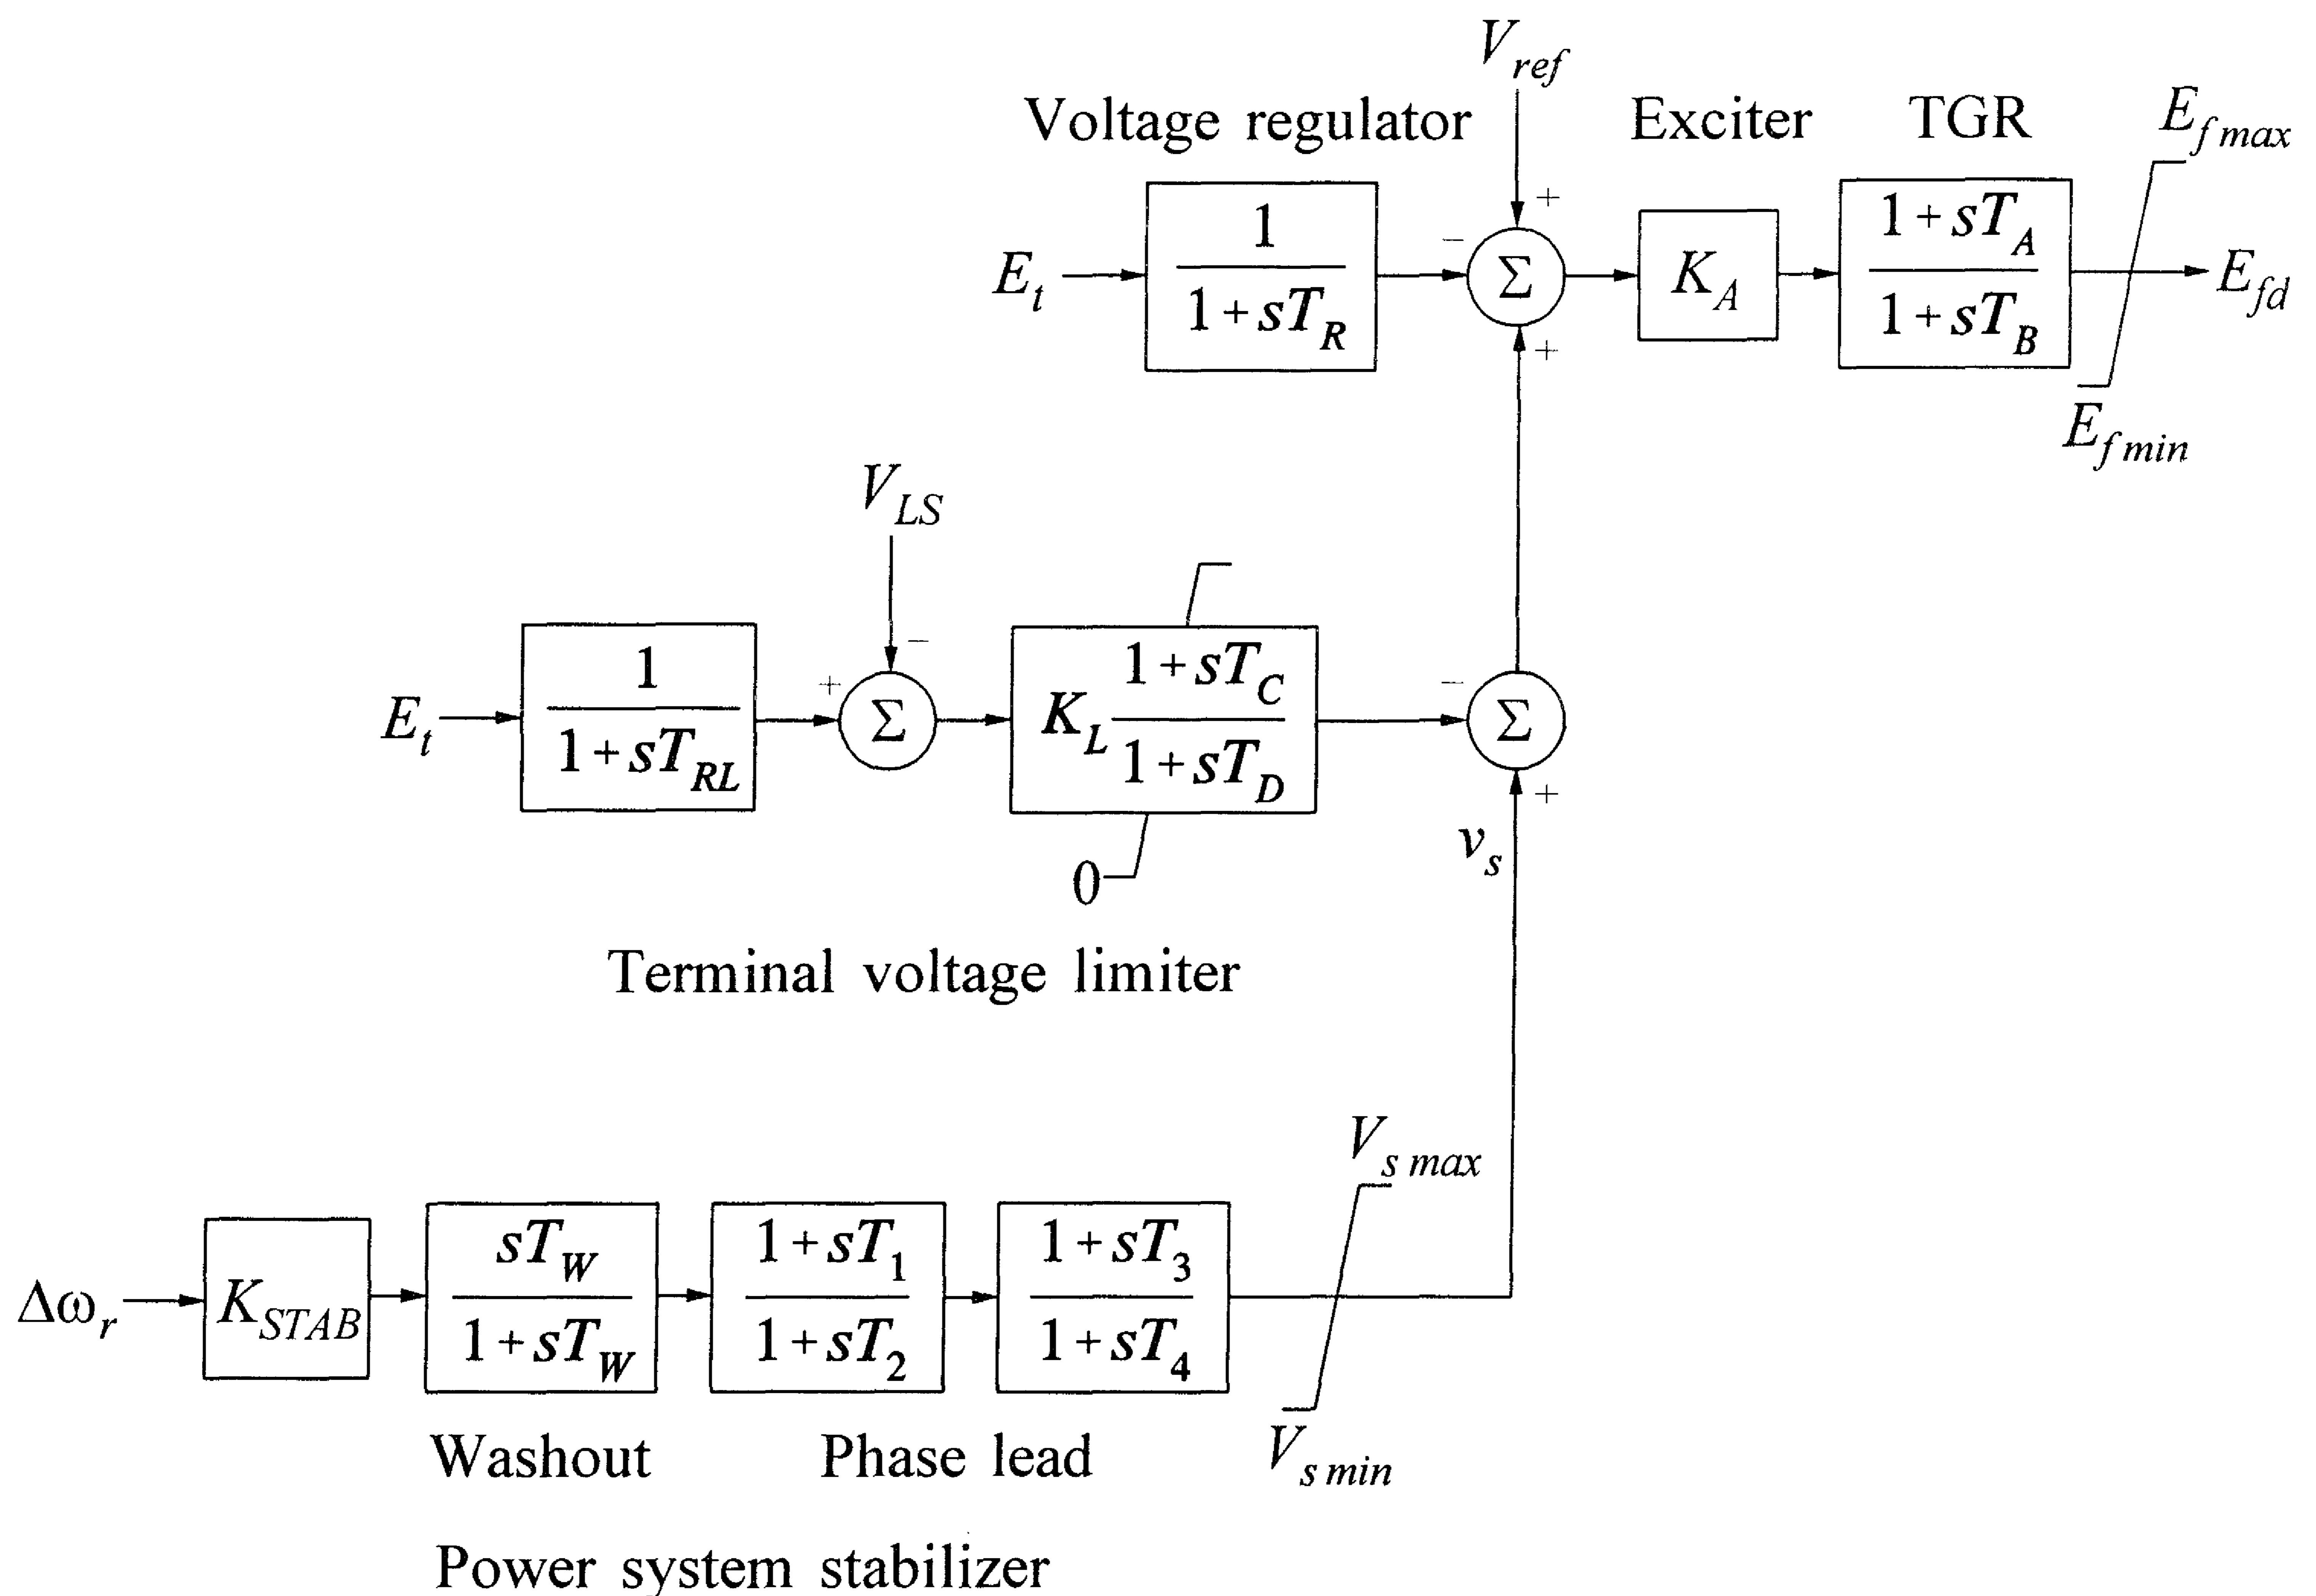 V_ref
Voltage regulator Exciter TGR E_f max
E_t 1 / 1+sT_R − + + Σ K_A 1+sT_A / 1+sT_B E_fd
E_f min
V_LS
E_t 1 / 1+sT_RL + − Σ K_L 1+sT_C / 1+sT_D − + Σ
0 v_s
Terminal voltage limiter
V_s max
Δω_r K_STAB sT_W / 1+sT_W 1+sT_1 / 1+sT_2 1+sT_3 / 1+sT_4
Washout Phase lead V_s min
Power system stabilizer